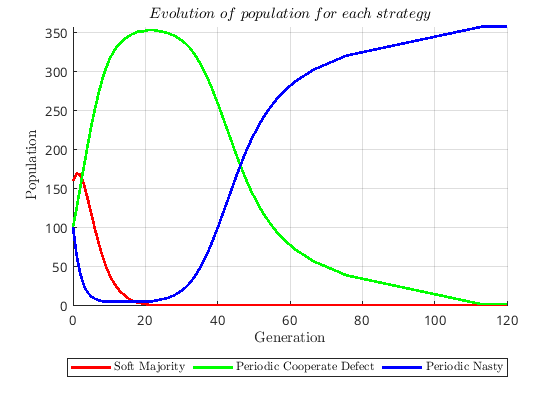 Evolution of population for each strategy
350
300
250
200
150
100
50
0
Population
0 20 40 60 80 100 120
Generation
Soft Majority Periodic Cooperate Defect Periodic Nasty